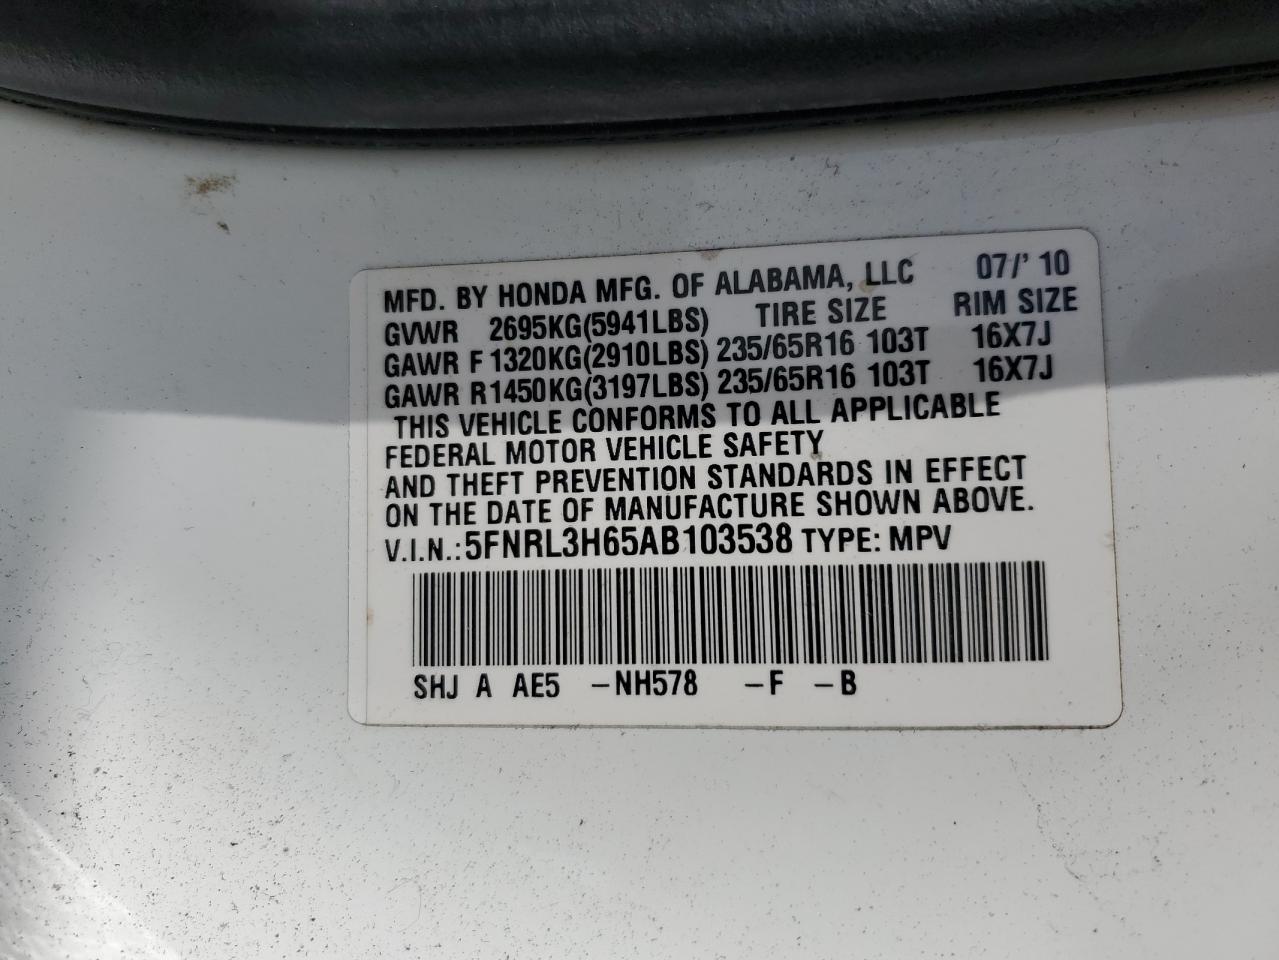 MFD. BY HONDA MFG. OF ALABAMA, LLC 07/'10
GVWR 2695KG(5941LBS) TIRE SIZE RIM SIZE
GAWR F 1320KG(2910LBS) 235/65R16 103T 16X7J
GAWR R1450KG(3197LBS) 235/65R16 103T 16X7J
THIS VEHICLE CONFORMS TO ALL APPLICABLE
FEDERAL MOTOR VEHICLE SAFETY
AND THEFT PREVENTION STANDARDS IN EFFECT
ON THE DATE OF MANUFACTURE SHOWN ABOVE.
V.I.N.: 5FNRL3H65AB103538 TYPE: MPV
SHJ A AE5 -NH578 -F -B